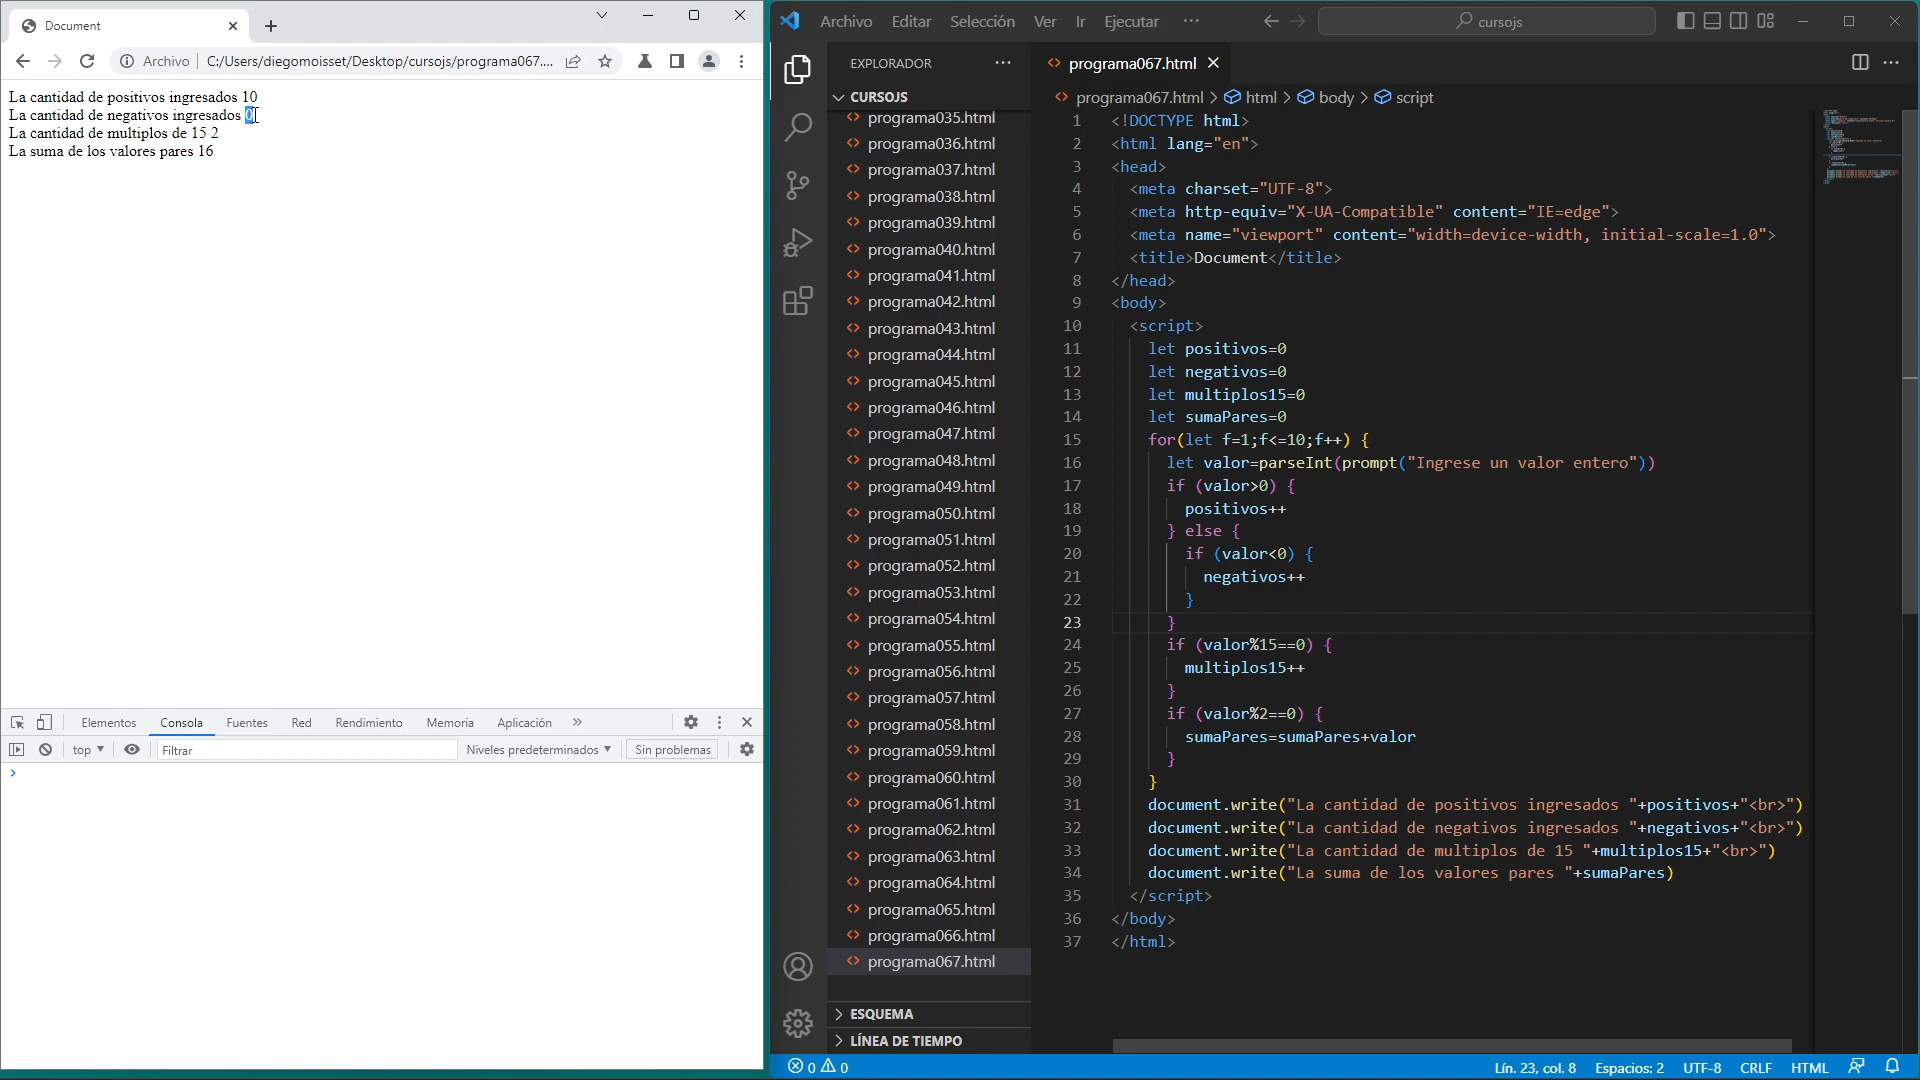 Document
Archivo C:/Users/diegomoisset/Desktop/cursojs/programa067....
La cantidad de positivos ingresados 10
La cantidad de negativos ingresados 0
La cantidad de multiplos de 15 2
La suma de los valores pares 16
Elementos Consola Fuentes Red Rendimiento Memoria Aplicación »
top ▼ Filtrar Niveles predeterminados ▼ Sin problemas
Archivo Editar Selección Ver Ir Ejecutar ··· cursojs
EXPLORADOR ···
CURSOJS
programa035.html
programa036.html
programa037.html
programa038.html
programa039.html
programa040.html
programa041.html
programa042.html
programa043.html
programa044.html
programa045.html
programa046.html
programa047.html
programa048.html
programa049.html
programa050.html
programa051.html
programa052.html
programa053.html
programa054.html
programa055.html
programa056.html
programa057.html
programa058.html
programa059.html
programa060.html
programa061.html
programa062.html
programa063.html
programa064.html
programa065.html
programa066.html
programa067.html
ESQUEMA
LÍNEA DE TIEMPO
programa067.html
programa067.html > html > body > script
1 <!DOCTYPE html>
2 <html lang="en">
3 <head>
4 <meta charset="UTF-8">
5 <meta http-equiv="X-UA-Compatible" content="IE=edge">
6 <meta name="viewport" content="width=device-width, initial-scale=1.0">
7 <title>Document</title>
8 </head>
9 <body>
10 <script>
11 let positivos=0
12 let negativos=0
13 let multiplos15=0
14 let sumaPares=0
15 for(let f=1;f<=10;f++) {
16 let valor=parseInt(prompt("Ingrese un valor entero"))
17 if (valor>0) {
18 positivos++
19 } else {
20 if (valor<0) {
21 negativos++
22 }
23 }
24 if (valor%15==0) {
25 multiplos15++
26 }
27 if (valor%2==0) {
28 sumaPares=sumaPares+valor
29 }
30 }
31 document.write("La cantidad de positivos ingresados "+positivos+"<br>")
32 document.write("La cantidad de negativos ingresados "+negativos+"<br>")
33 document.write("La cantidad de multiplos de 15 "+multiplos15+"<br>")
34 document.write("La suma de los valores pares "+sumaPares)
35 </script>
36 </body>
37 </html>
0 0 Lín. 23, col. 8 Espacios: 2 UTF-8 CRLF HTML